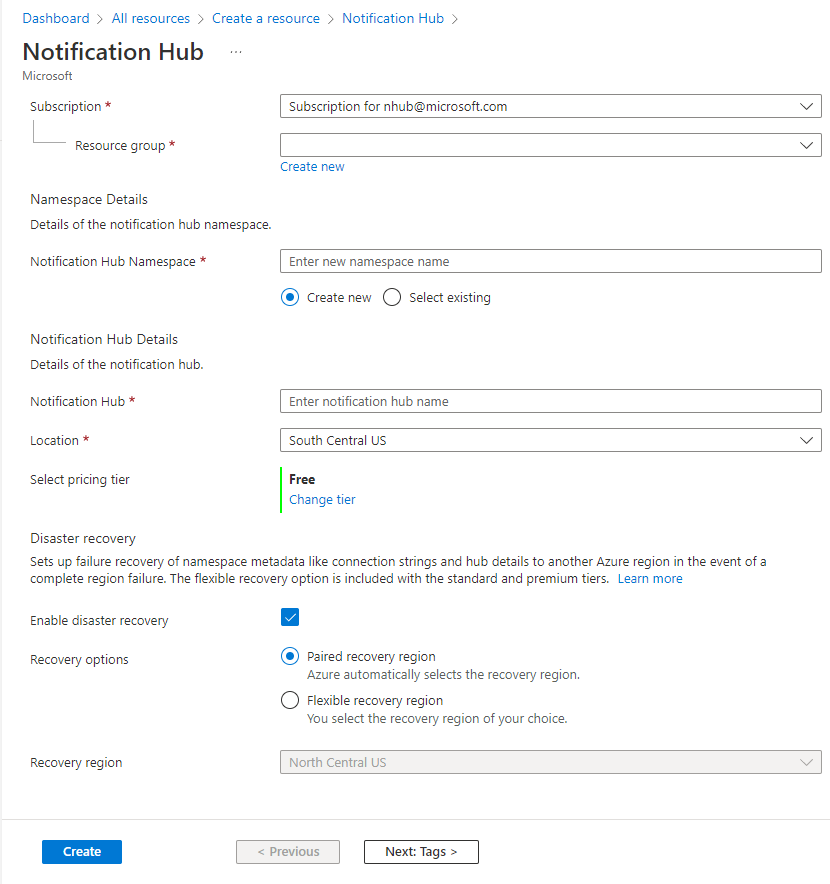 Dashboard > All resources > Create a resource > Notification Hub >
Notification Hub ...
Microsoft
Subscription * Subscription for nhub@microsoft.com
Resource group *
Create new
Namespace Details
Details of the notification hub namespace.
Notification Hub Namespace * Enter new namespace name
Create new Select existing
Notification Hub Details
Details of the notification hub.
Notification Hub * Enter notification hub name
Location * South Central US
Select pricing tier Free
Change tier
Disaster recovery
Sets up failure recovery of namespace metadata like connection strings and hub details to another Azure region in the event of a
complete region failure. The flexible recovery option is included with the standard and premium tiers. Learn more
Enable disaster recovery
Recovery options Paired recovery region
Azure automatically selects the recovery region.
Flexible recovery region
You select the recovery region of your choice.
Recovery region North Central US
Create < Previous Next: Tags >